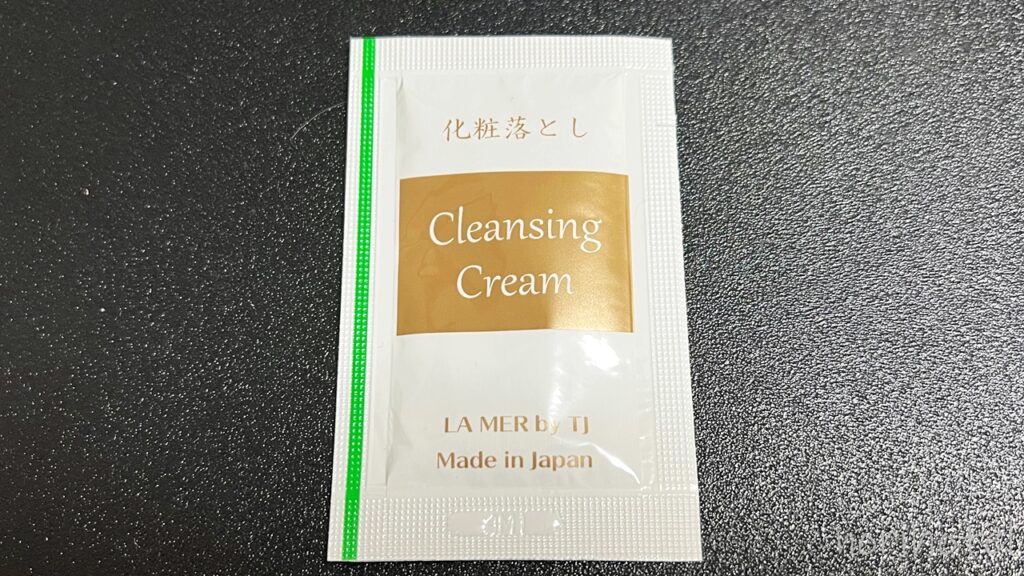 化粧落とし
Cleansing
Cream
LA MER by TJ
Made in Japan